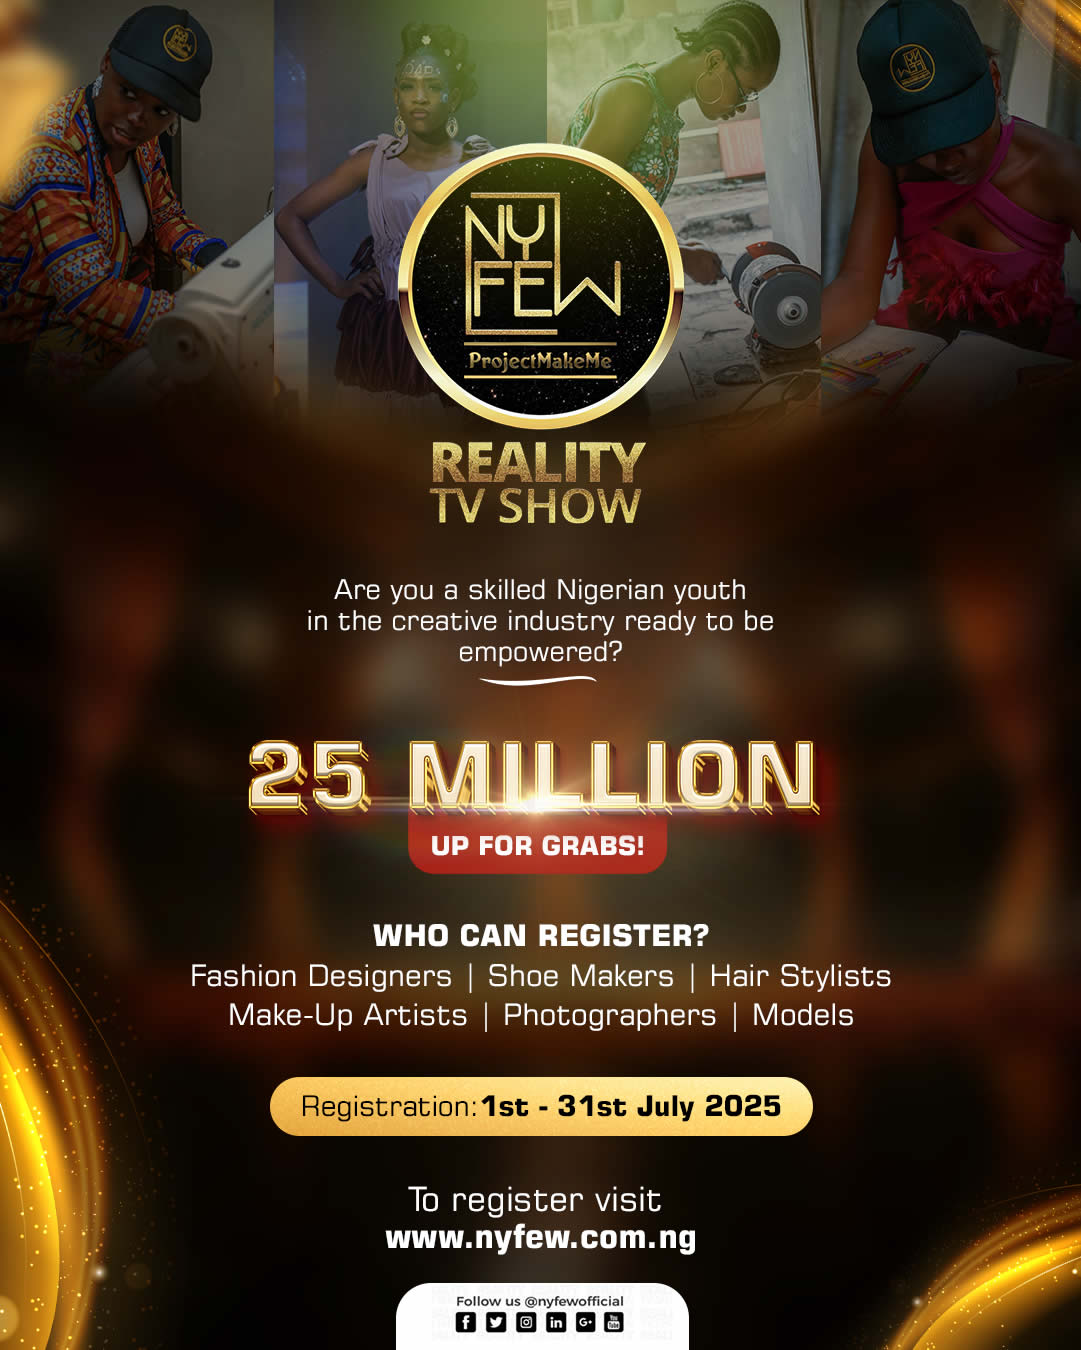 NY
FEW
ProjectMakeMe
REALITY
TV SHOW
Are you a skilled Nigerian youth
in the creative industry ready to be
empowered?
25 MILLION
UP FOR GRABS!
WHO CAN REGISTER?
Fashion Designers | Shoe Makers | Hair Stylists
Make-Up Artists | Photographers | Models
Registration: 1st - 31st July 2025
To register visit
www.nyfew.com.ng
Follow us @nyfewofficial